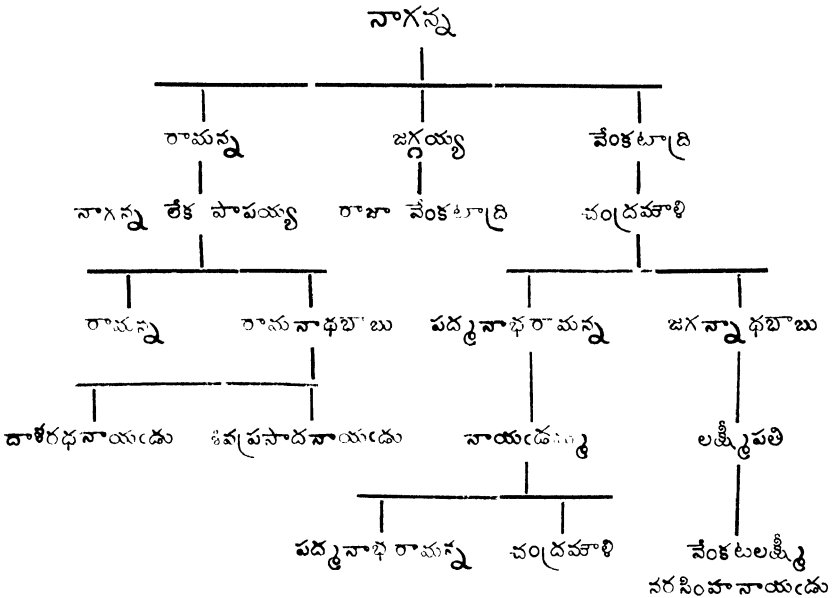 నాగన్న
రామన్న జగ్గయ్య వేంకటాద్రి
నాగన్న లేక పాపయ్య రాజా వేంకటాద్రి చంద్రమౌళి
రామన్న రామనాథబాబు పద్మనాభరామన్న జగన్నాథబాబు
దాశరథనాయఁడు శివప్రసాదనాయఁడు నాయఁడమ్మ లక్ష్మీపతి
పద్మనాభ రామన్న చంద్రమౌళి వేంకటలక్ష్మీ
నరసింహనాయఁడు